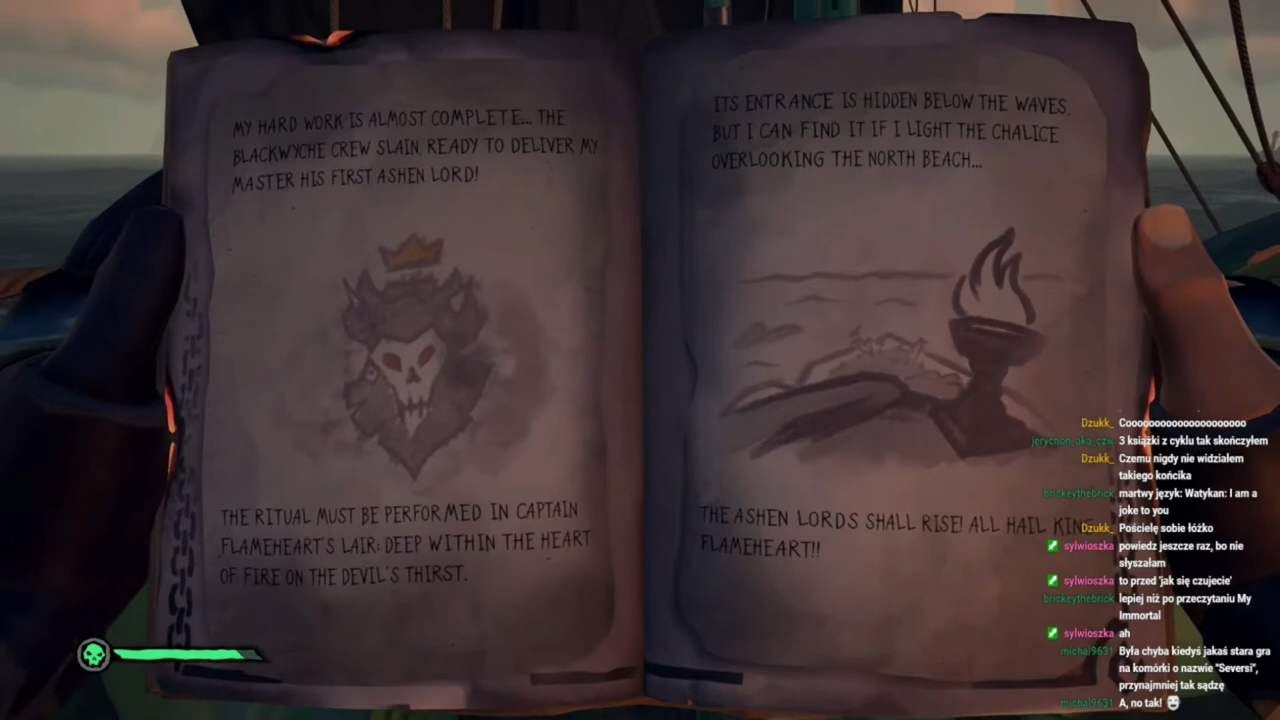 MY HARD WORK IS ALMOST COMPLETE... THE
BLACKWYCHE CREW SLAIN, READY TO DELIVER MY
MASTER HIS FIRST ASHEN LORD!
THE RITUAL MUST BE PERFORMED IN CAPTAIN
FLAMEHEART'S LAIR; DEEP WITHIN THE HEART
OF FIRE ON THE DEVIL'S THIRST.
ITS ENTRANCE IS HIDDEN BELOW THE WAVES,
BUT I CAN FIND IT IF I LIGHT THE CHALICE
OVERLOOKING THE NORTH BEACH...
THE ASHEN LORDS SHALL RISE! ALL HAIL KING
FLAMEHEART!!
Dzukk_ Cooooooooooooooooooooo
jerychon_aka_czw 3 książki z cyklu tak skończyłem
Dzukk_ Czemu nigdy nie widziałem
takiego końcika
brickeythebrick martwy język: Watykan: I am a
joke to you
Dzukk_ Pościelę sobie łóżko
sylwioszka powiedz jeszcze raz, bo nie
słyszałam
sylwioszka to przed 'jak się czujecie'
brickeythebrick lepiej niż po przeczytaniu My
Immortal
sylwioszka ah
michal9631 Była chyba kiedyś jakaś stara gra
na komórki o nazwie "Seversi",
przynajmniej tak sądzę
michal9631 A, no tak!